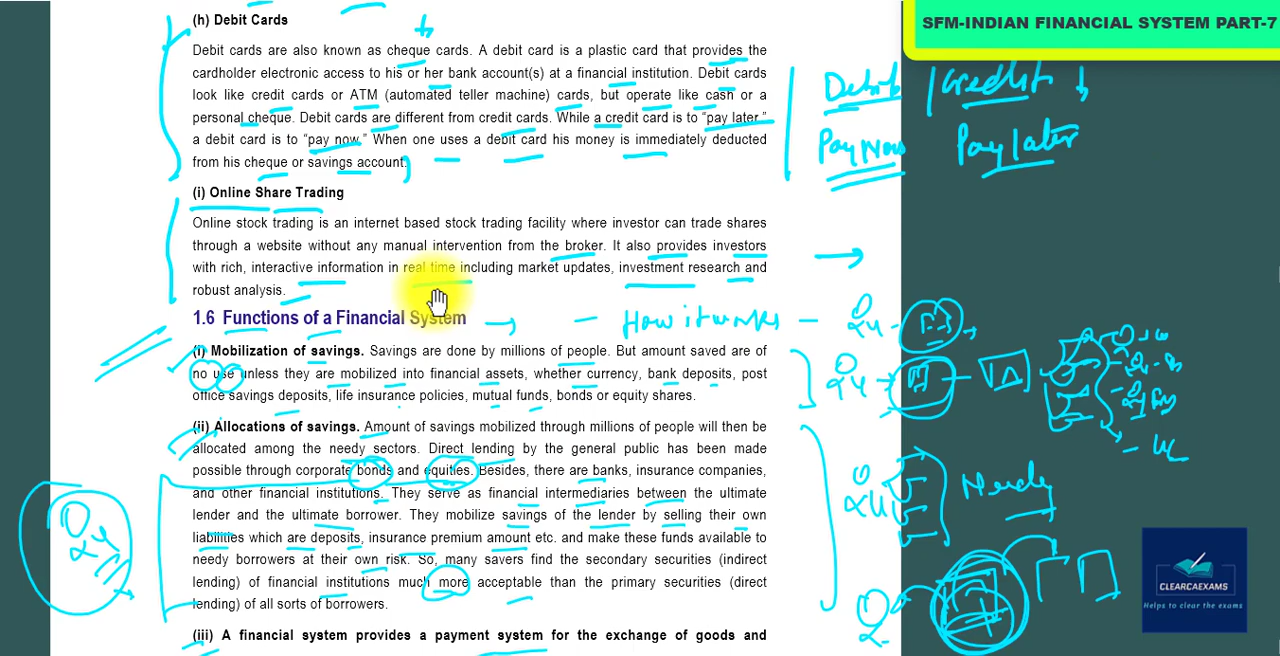 SFM-INDIAN FINANCIAL SYSTEM PART-7
(h) Debit Cards
Debit cards are also known as cheque cards. A debit card is a plastic card that provides the
cardholder electronic access to his or her bank account(s) at a financial institution. Debit cards
look like credit cards or ATM (automated teller machine) cards, but operate like cash or a
personal cheque. Debit cards are different from credit cards. While a credit card is to “pay later,”
a debit card is to “pay now.” When one uses a debit card his money is immediately deducted
from his cheque or savings account.
Debit | Credit
Pay Now Pay later
(i) Online Share Trading
Online stock trading is an internet based stock trading facility where investor can trade shares
through a website without any manual intervention from the broker. It also provides investors
with rich, interactive information in real time including market updates, investment research and
robust analysis.
1.6 Functions of a Financial System
How it works
(i) Mobilization of savings. Savings are done by millions of people. But amount saved are of
no use unless they are mobilized into financial assets, whether currency, bank deposits, post
office savings deposits, life insurance policies, mutual funds, bonds or equity shares.
(ii) Allocations of savings. Amount of savings mobilized through millions of people will then be
allocated among the needy sectors. Direct lending by the general public has been made
possible through corporate bonds and equities. Besides, there are banks, insurance companies,
and other financial institutions. They serve as financial intermediaries between the ultimate
lender and the ultimate borrower. They mobilize savings of the lender by selling their own
liabilities which are deposits, insurance premium amount etc. and make these funds available to
needy borrowers at their own risk. So, many savers find the secondary securities (indirect
lending) of financial institutions much more acceptable than the primary securities (direct
lending) of all sorts of borrowers.
Needy
(iii) A financial system provides a payment system for the exchange of goods and
CLEARCAEXAMS
Helps to clear the exams